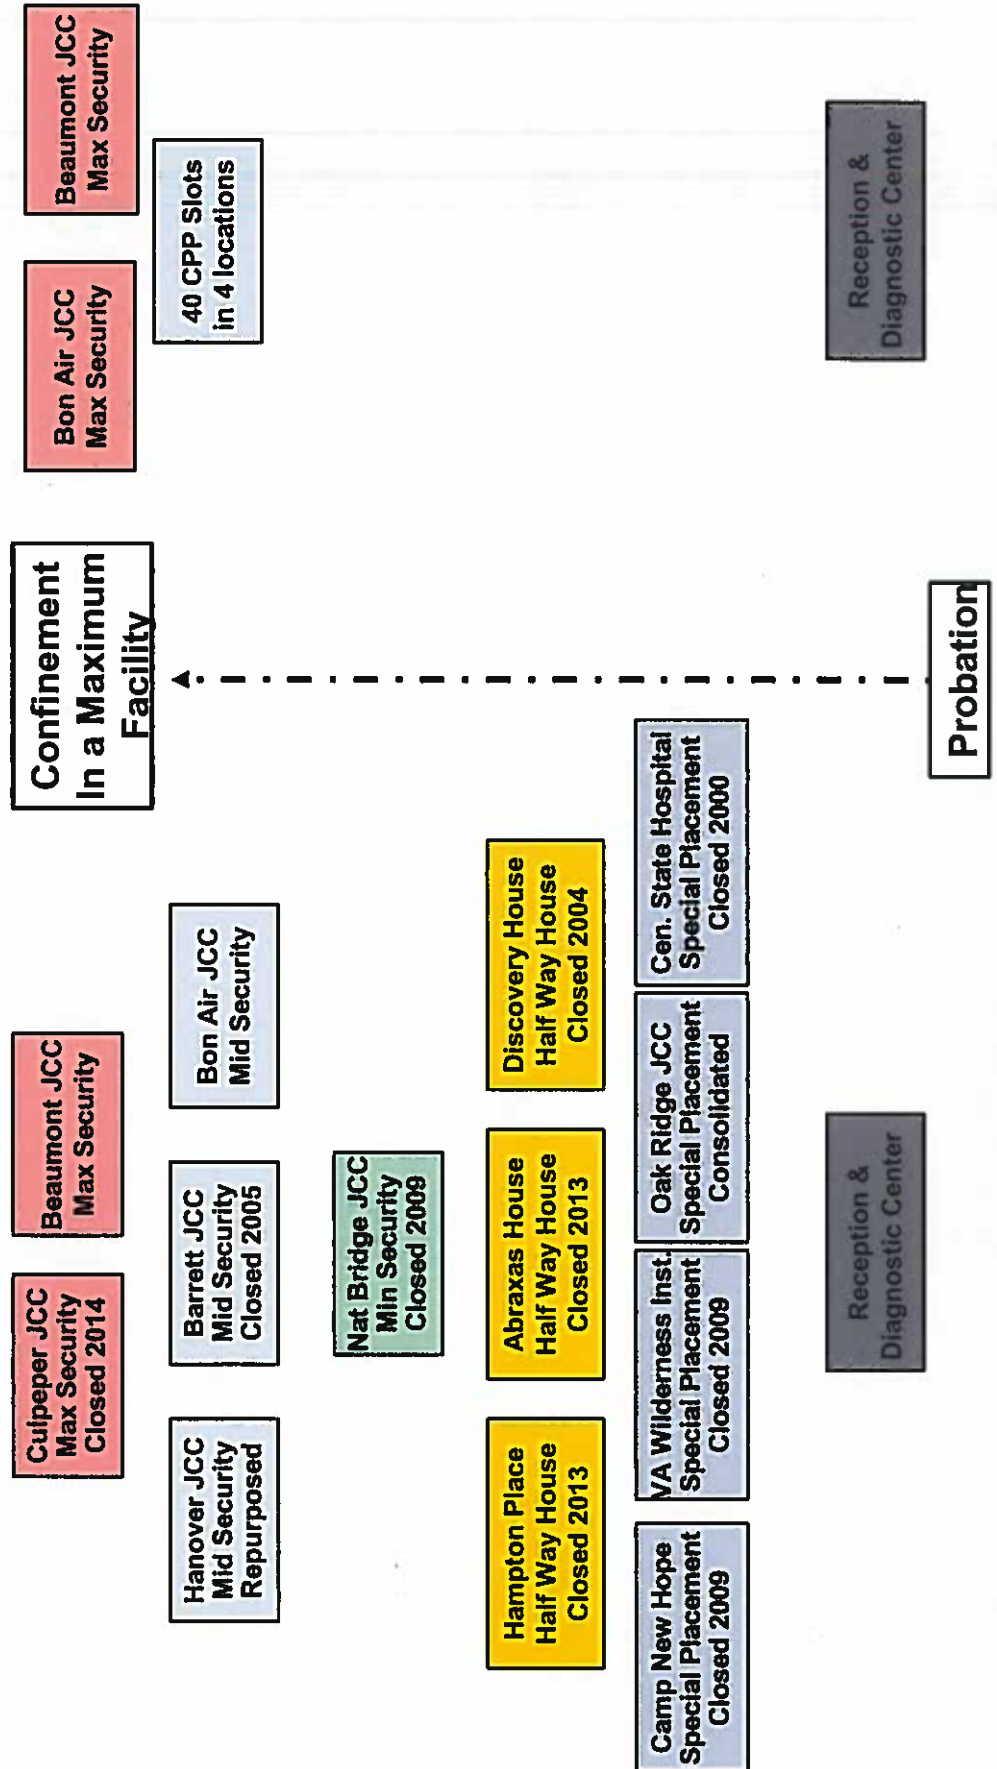 Culpeper JCC
Max Security
Closed 2014
Beaumont JCC
Max Security
Confinement
In a Maximum
Facility
Bon Air JCC
Max Security
Beaumont JCC
Max Security
Hanover JCC
Mid Security
Repurposed
Barrett JCC
Mid Security
Closed 2005
Bon Air JCC
Mid Security
40 CPP Slots
in 4 locations
Nat Bridge JCC
Min Security
Closed 2009
Hampton Place
Half Way House
Closed 2013
Abraxas House
Half Way House
Closed 2013
Discovery House
Half Way House
Closed 2004
Camp New Hope
Special Placement
Closed 2009
VA Wilderness Inst.
Special Placement
Closed 2009
Oak Ridge JCC
Special Placement
Consolidated
Cen. State Hospital
Special Placement
Closed 2000
Reception &
Diagnostic Center
Reception &
Diagnostic Center
Probation